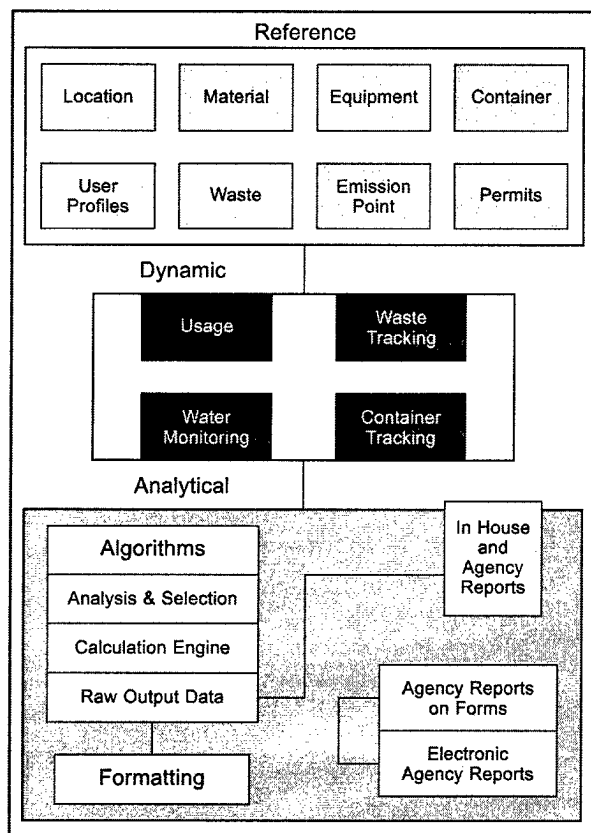 Reference
Location
Material
Equipment
Container
User
Profiles
Waste
Emission
Point
Permits
Dynamic
Usage
Waste
Tracking
Water
Monitoring
Container
Tracking
Analytical
Algorithms
Analysis & Selection
Calculation Engine
Raw Output Data
Formatting
In House
and
Agency
Reports
Agency Reports
on Forms
Electronic
Agency Reports